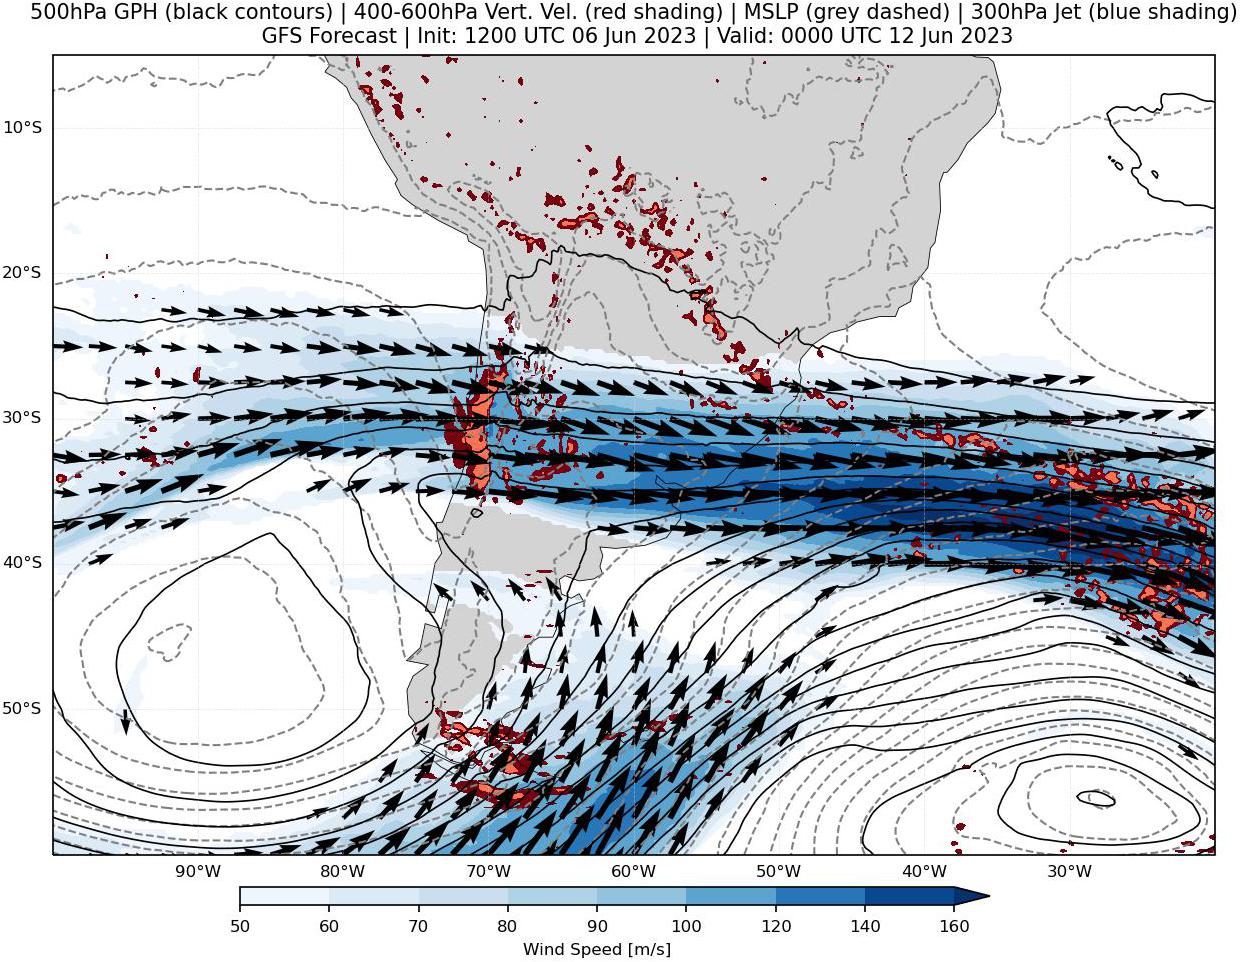 500hPa GPH (black contours) | 400-600hPa Vert. Vel. (red shading) | MSLP (grey dashed) | 300hPa Jet (blue shading)
GFS Forecast | Init: 1200 UTC 06 Jun 2023 | Valid: 0000 UTC 12 Jun 2023
10°S
20°S
30°S
40°S
50°S
90°W 80°W 70°W 60°W 50°W 40°W 30°W
50 60 70 80 90 100 120 140 160
Wind Speed [m/s]